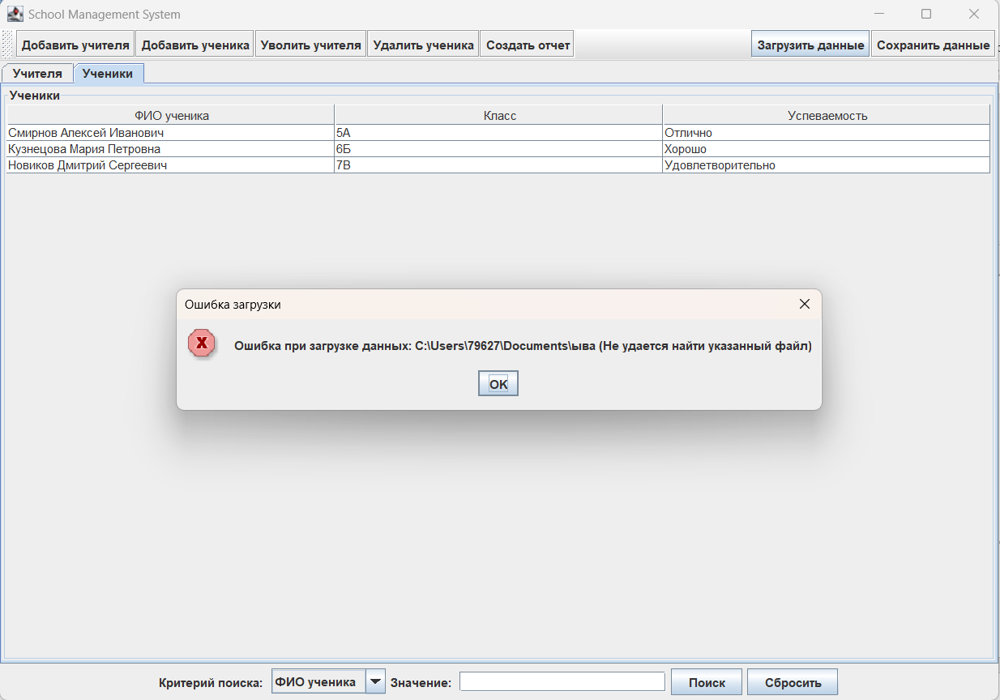 School Management System
Добавить учителя Добавить ученика Уволить учителя Удалить ученика Создать отчет Загрузить данные Сохранить данные
Учителя Ученики
Ученики
ФИО ученика Класс Успеваемость
Смирнов Алексей Иванович 5А Отлично
Кузнецова Мария Петровна 6Б Хорошо
Новиков Дмитрий Сергеевич 7В Удовлетворительно
Ошибка загрузки
Ошибка при загрузке данных: C:\Users\79627\Documents\ыва (Не удается найти указанный файл)
OK
Критерий поиска: ФИО ученика Значение: Поиск Сбросить